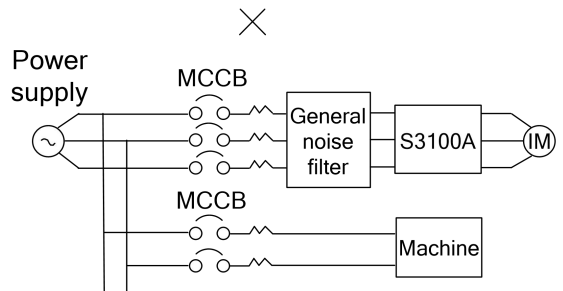 Power
supply
MCCB
General
noise
filter
S3100A
IM
MCCB
Machine